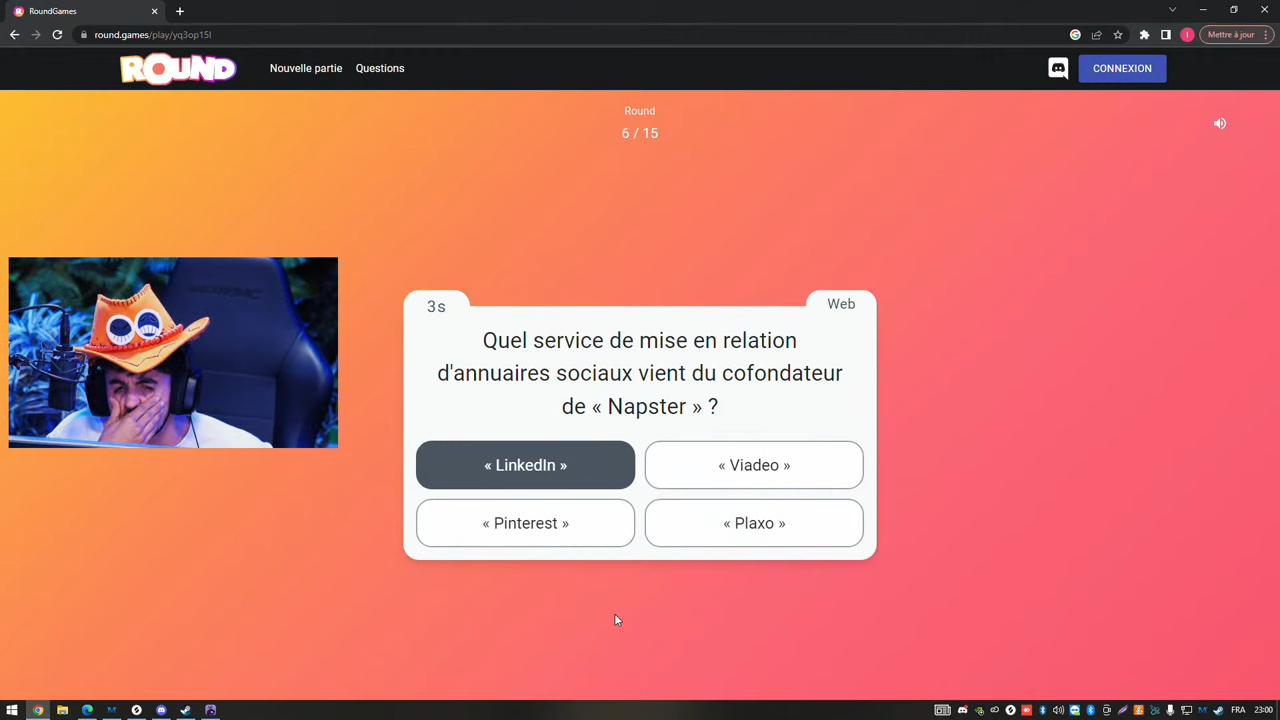 RoundGames
round.games/play/yq3op15l
Mettre à jour
ROUND
Nouvelle partie
Questions
CONNEXION
Round
6 / 15
3s
Web
Quel service de mise en relation
d'annuaires sociaux vient du cofondateur
de « Napster » ?
« LinkedIn »
« Viadeo »
« Pinterest »
« Plaxo »
FRA
23:00